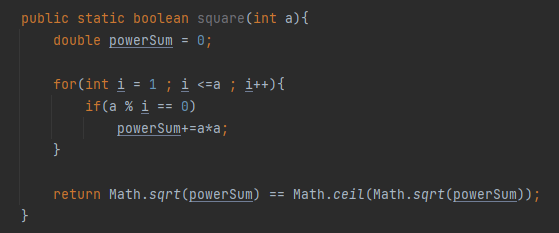 public static boolean square(int a){
double powerSum = 0;
for(int i = 1 ; i <=a ; i++){
if(a % i == 0)
powerSum+=a*a;
}
return Math.sqrt(powerSum) == Math.ceil(Math.sqrt(powerSum));
}